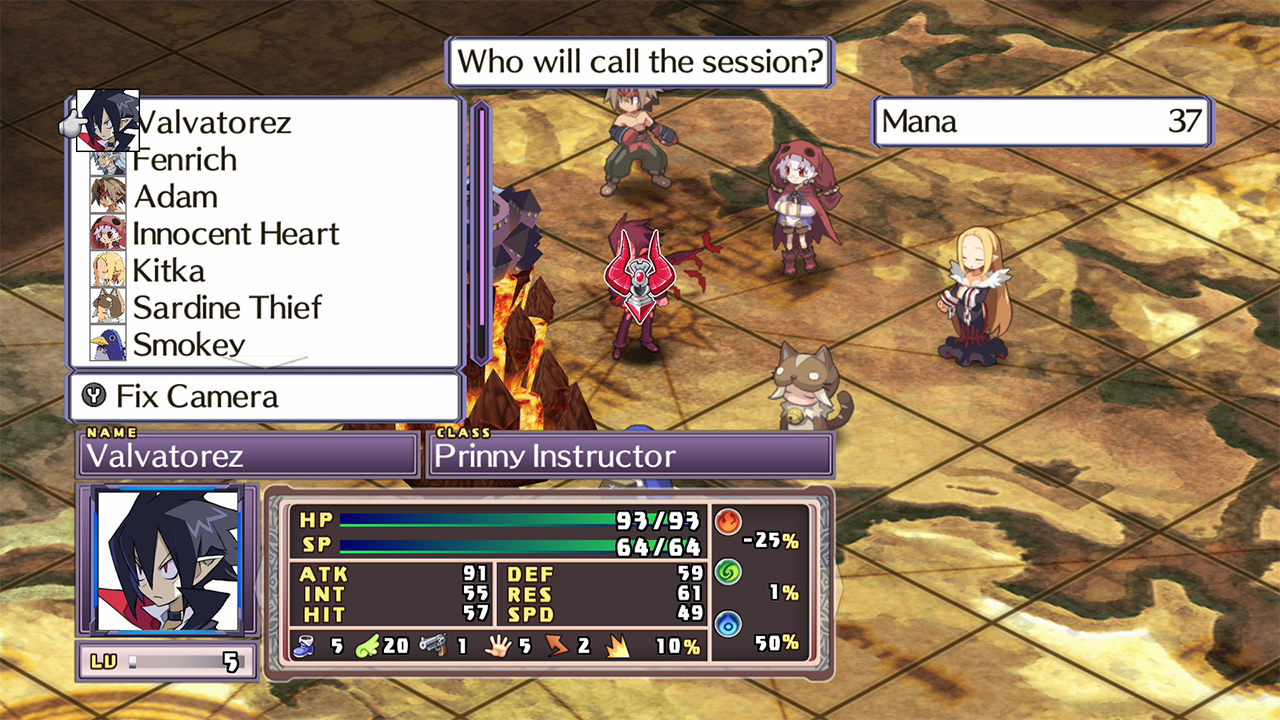 Who will call the session?
Mana 37
Valvatorez
Fenrich
Adam
Innocent Heart
Kitka
Sardine Thief
Smokey
Y Fix Camera
NAME
Valvatorez
CLASS
Prinny Instructor
HP 93/93
SP 64/64
ATK 91 DEF 59
INT 55 RES 61
HIT 57 SPD 49
5 20 1 5 2 10%
-25%
1%
50%
LV 5